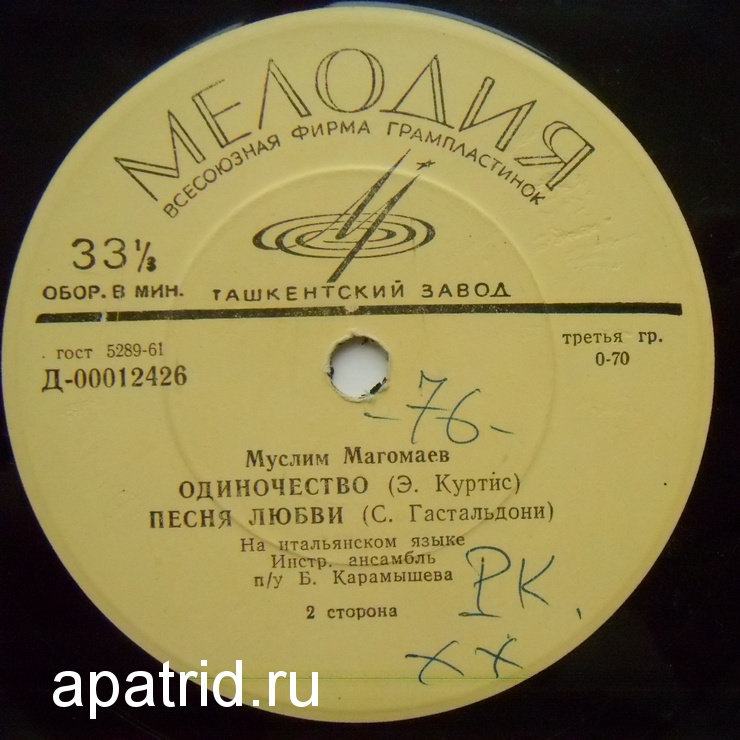 МЕЛОДИЯ
ВСЕСОЮЗНАЯ ФИРМА ГРАМПЛАСТИНОК
33⅓
ОБОР. В МИН. ТАШКЕНТСКИЙ ЗАВОД
гост 5289-61
третья гр.
Д-00012426
0-70
-76-
Муслим Магомаев
ОДИНОЧЕСТВО (Э. Куртис)
ПЕСНЯ ЛЮБВИ (С. Гастальдони)
На итальянском языке
Инстр. ансамбль
п/у Б. Карамышева
РК.
2 сторона
хх
apatrid.ru